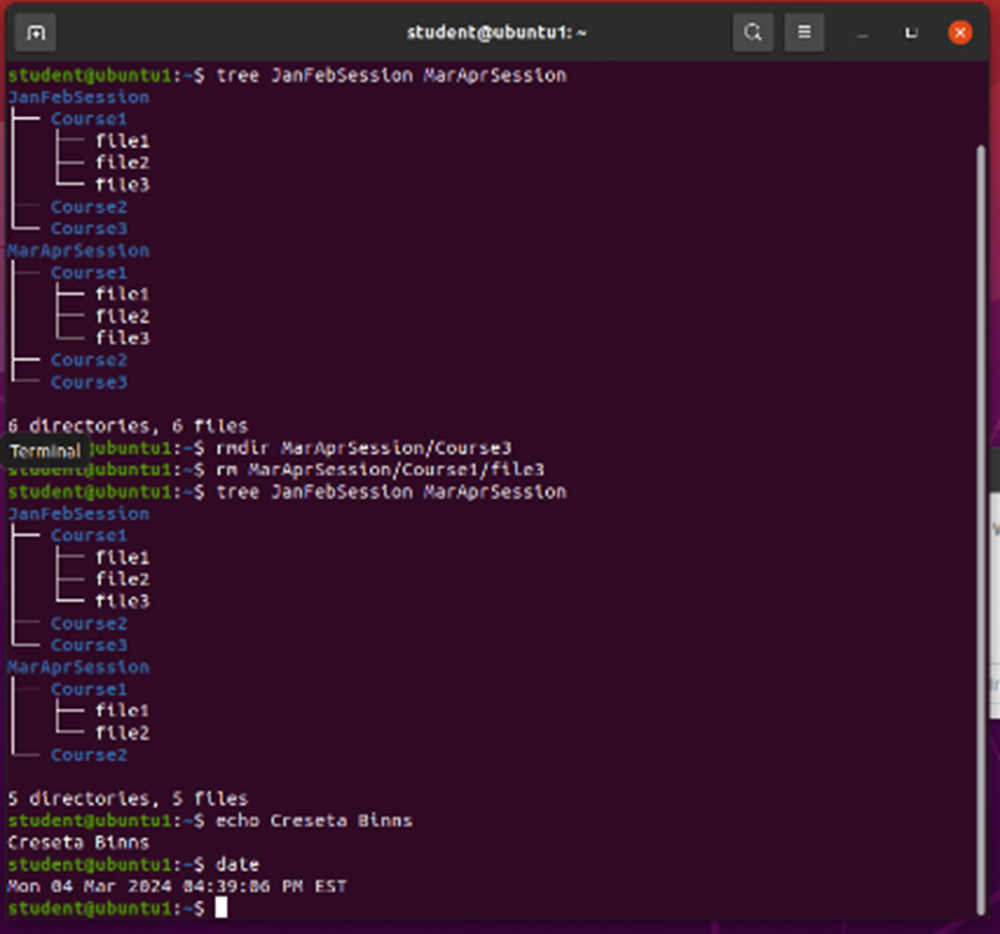 student@ubuntu1: ~
student@ubuntu1:~$ tree JanFebSession MarAprSession
JanFebSession
├── Course1
│   ├── file1
│   ├── file2
│   └── file3
├── Course2
└── Course3
MarAprSession
├── Course1
│   ├── file1
│   ├── file2
│   └── file3
├── Course2
└── Course3
6 directories, 6 files
Terminal
@ubuntu1:~$ rmdir MarAprSession/Course3
student@ubuntu1:~$ rm MarAprSession/Course1/file3
student@ubuntu1:~$ tree JanFebSession MarAprSession
JanFebSession
├── Course1
│   ├── file1
│   ├── file2
│   └── file3
├── Course2
└── Course3
MarAprSession
├── Course1
│   ├── file1
│   └── file2
└── Course2
5 directories, 5 files
student@ubuntu1:~$ echo Creseta Binns
Creseta Binns
student@ubuntu1:~$ date
Mon 04 Mar 2024 04:39:06 PM EST
student@ubuntu1:~$